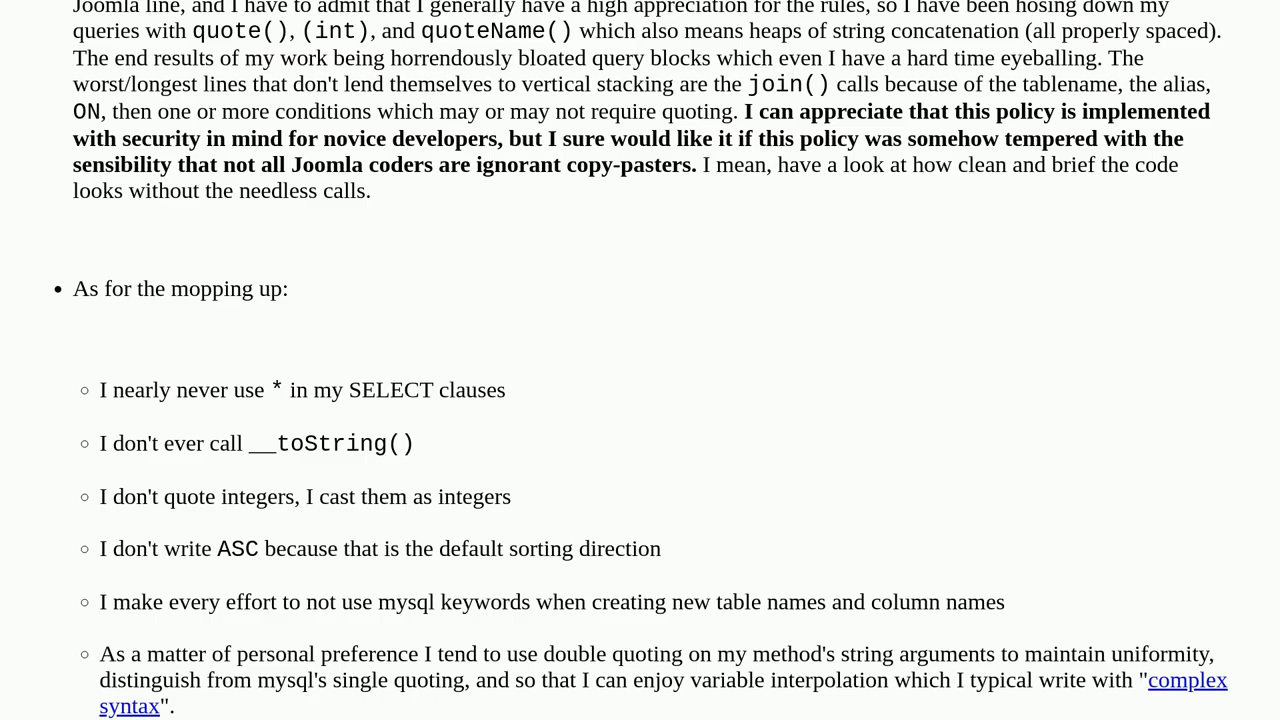 Joomla line, and I have to admit that I generally have a high appreciation for the rules, so I have been hosing down my
queries with quote(), (int), and quoteName() which also means heaps of string concatenation (all properly spaced).
The end results of my work being horrendously bloated query blocks which even I have a hard time eyeballing. The
worst/longest lines that don't lend themselves to vertical stacking are the join() calls because of the tablename, the alias,
ON, then one or more conditions which may or may not require quoting. I can appreciate that this policy is implemented
with security in mind for novice developers, but I sure would like it if this policy was somehow tempered with the
sensibility that not all Joomla coders are ignorant copy-pasters. I mean, have a look at how clean and brief the code
looks without the needless calls.
• As for the mopping up:
◦ I nearly never use * in my SELECT clauses
◦ I don't ever call __toString()
◦ I don't quote integers, I cast them as integers
◦ I don't write ASC because that is the default sorting direction
◦ I make every effort to not use mysql keywords when creating new table names and column names
◦ As a matter of personal preference I tend to use double quoting on my method's string arguments to maintain uniformity,
distinguish from mysql's single quoting, and so that I can enjoy variable interpolation which I typical write with "complex
syntax".